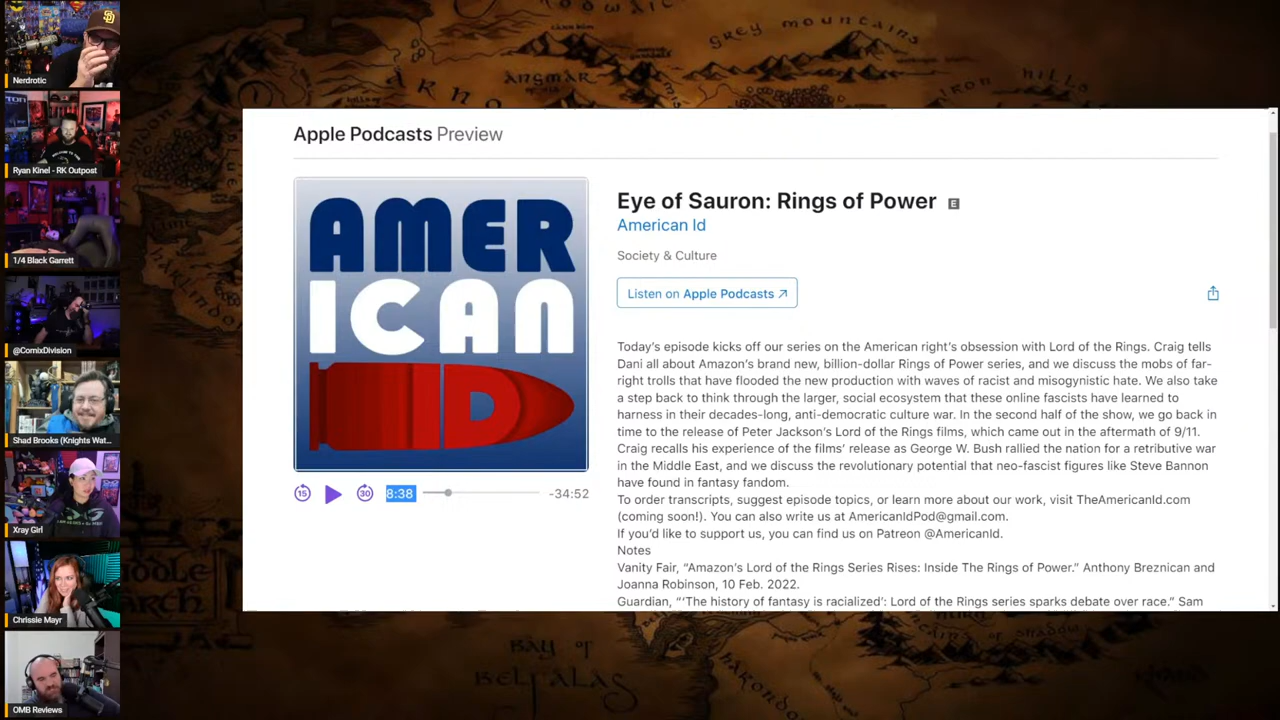 Nerdrotic
Ryan Kinel - RK Outpost
1/4 Black Garrett
@ComixDivision
Shad Brooks (Knights Wat...
Xray Girl
Chrissie Mayr
OMB Reviews
GREY MOUNTAINS
ANGMAR
Apple Podcasts Preview
AMER
ICAN
ID
15
30
8:38
-34:52
Eye of Sauron: Rings of Power E
American Id
Society & Culture
Listen on Apple Podcasts ↗
Today's episode kicks off our series on the American right's obsession with Lord of the Rings. Craig tells
Dani all about Amazon's brand new, billion-dollar Rings of Power series, and we discuss the mobs of far-
right trolls that have flooded the new production with waves of racist and misogynistic hate. We also take
a step back to think through the larger, social ecosystem that these online fascists have learned to
harness in their decades-long, anti-democratic culture war. In the second half of the show, we go back in
time to the release of Peter Jackson's Lord of the Rings films, which came out in the aftermath of 9/11.
Craig recalls his experience of the films' release as George W. Bush rallied the nation for a retributive war
in the Middle East, and we discuss the revolutionary potential that neo-fascist figures like Steve Bannon
have found in fantasy fandom.
To order transcripts, suggest episode topics, or learn more about our work, visit TheAmericanId.com
(coming soon!). You can also write us at AmericanIdPod@gmail.com.
If you'd like to support us, you can find us on Patreon @AmericanId.
Notes
Vanity Fair, “Amazon's Lord of the Rings Series Rises: Inside The Rings of Power.” Anthony Breznican and
Joanna Robinson, 10 Feb. 2022.
Guardian, “‘The history of fantasy is racialized’: Lord of the Rings series sparks debate over race.” Sam
BAY OF
BELFALAS